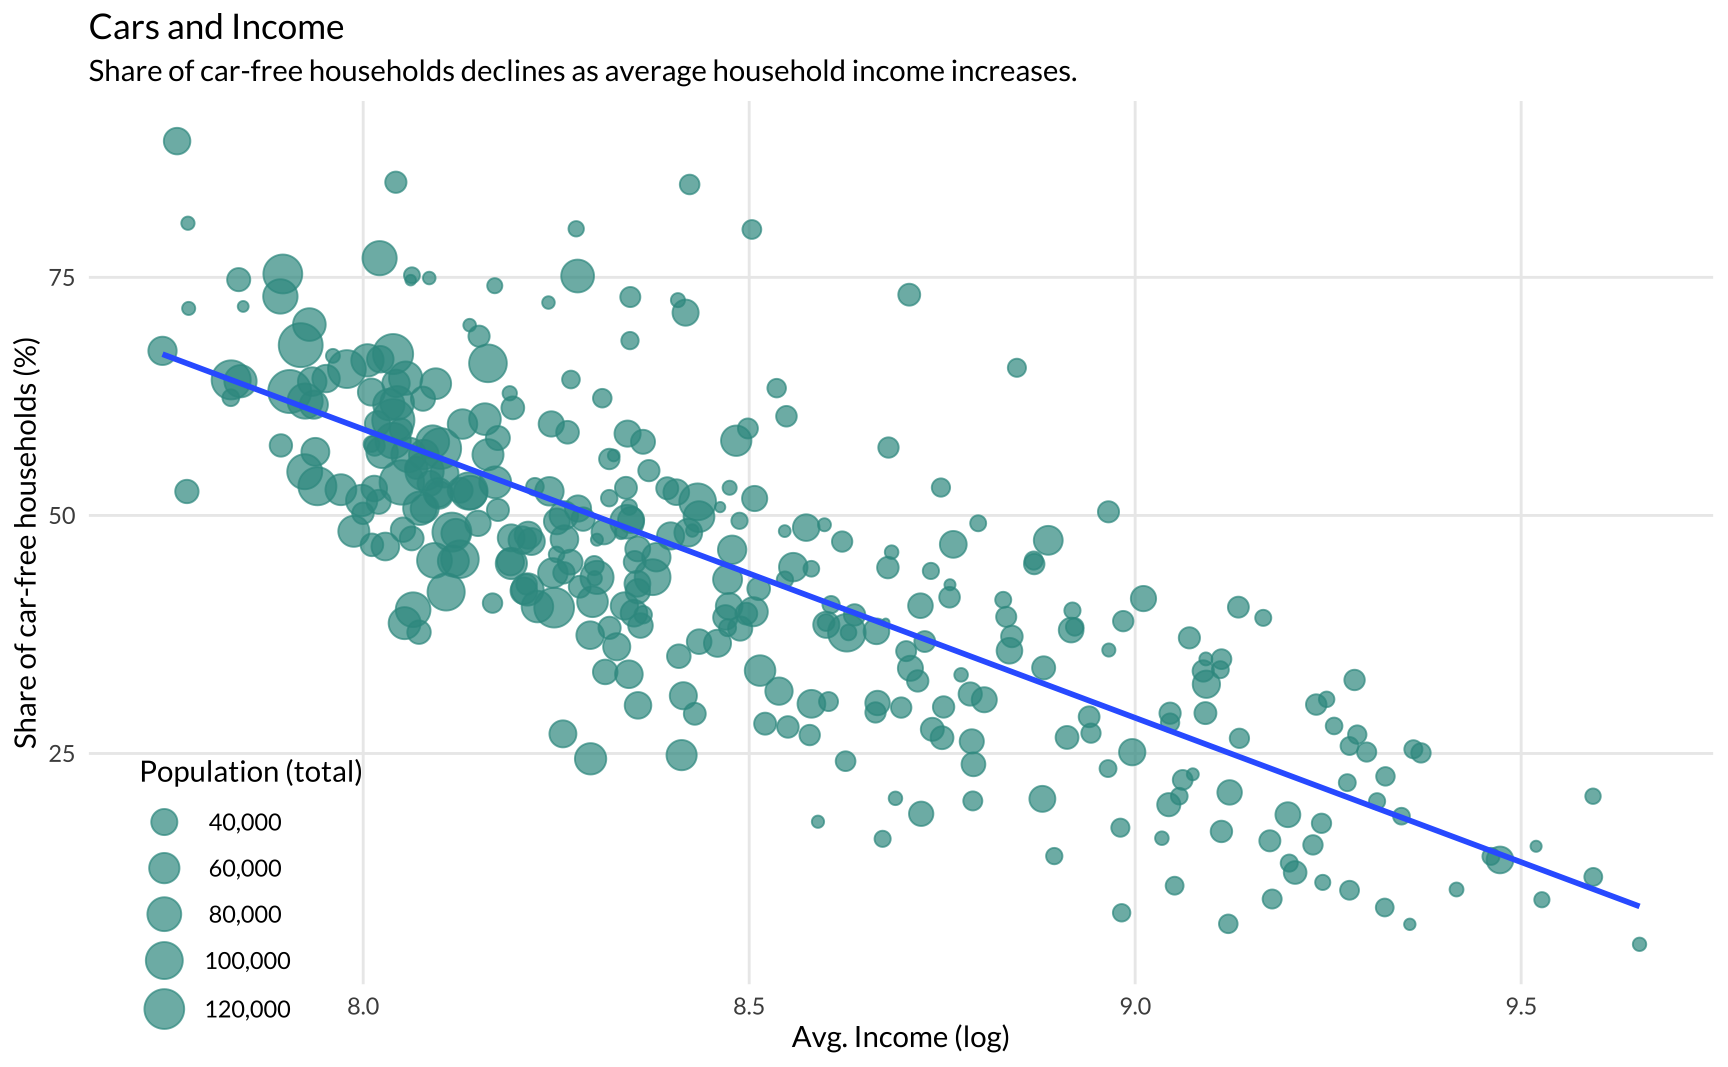 Cars and Income
Share of car-free households declines as average household income increases.
Share of car-free households (%)
75
50
25
Population (total)
40,000
60,000
80,000
100,000
120,000
8.0
8.5
9.0
9.5
Avg. Income (log)